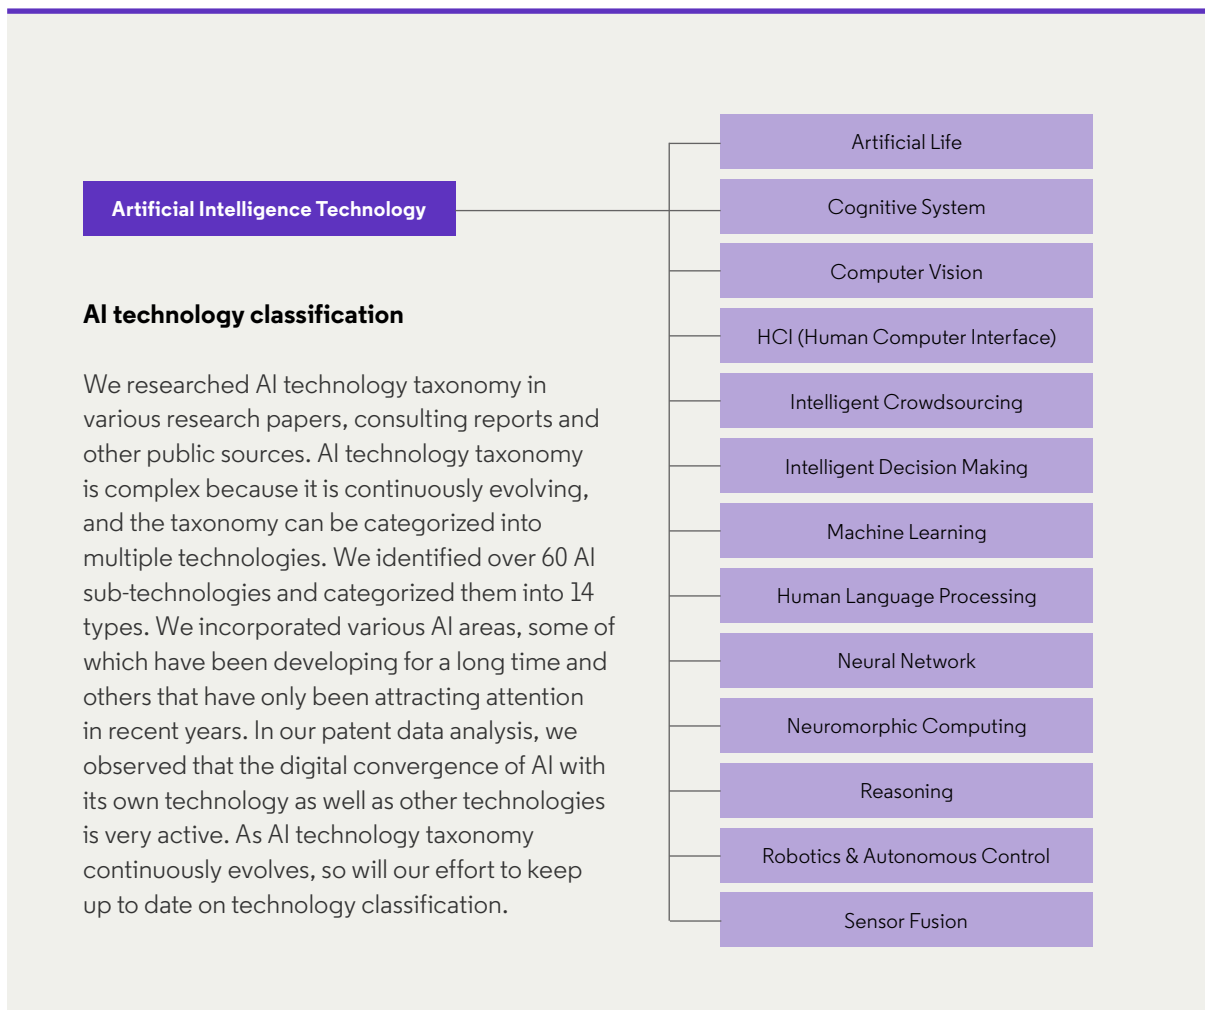 Artificial Intelligence Technology
AI technology classification
We researched AI technology taxonomy in
various research papers, consulting reports and
other public sources. AI technology taxonomy
is complex because it is continuously evolving,
and the taxonomy can be categorized into
multiple technologies. We identified over 60 AI
sub-technologies and categorized them into 14
types. We incorporated various AI areas, some of
which have been developing for a long time and
others that have only been attracting attention
in recent years. In our patent data analysis, we
observed that the digital convergence of AI with
its own technology as well as other technologies
is very active. As AI technology taxonomy
continuously evolves, so will our effort to keep
up to date on technology classification.
Artificial Life
Cognitive System
Computer Vision
HCI (Human Computer Interface)
Intelligent Crowdsourcing
Intelligent Decision Making
Machine Learning
Human Language Processing
Neural Network
Neuromorphic Computing
Reasoning
Robotics & Autonomous Control
Sensor Fusion